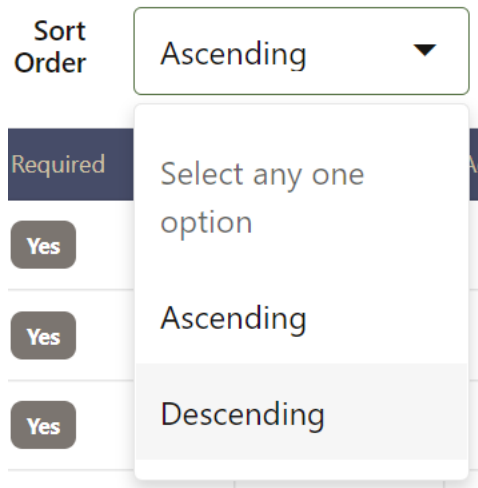 Sort
Order
Ascending
Required
Select any one
option
Yes
Ascending
Yes
Descending
Yes